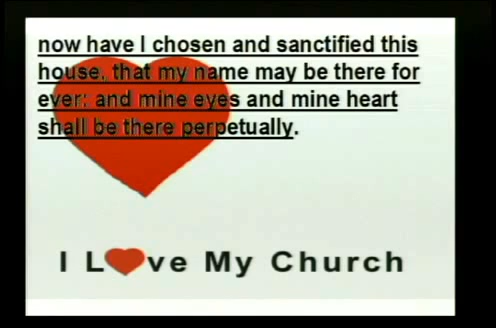 now have I chosen and sanctified this
house, that my name may be there for
ever: and mine eyes and mine heart
shall be there perpetually.
I L❤ve My Church